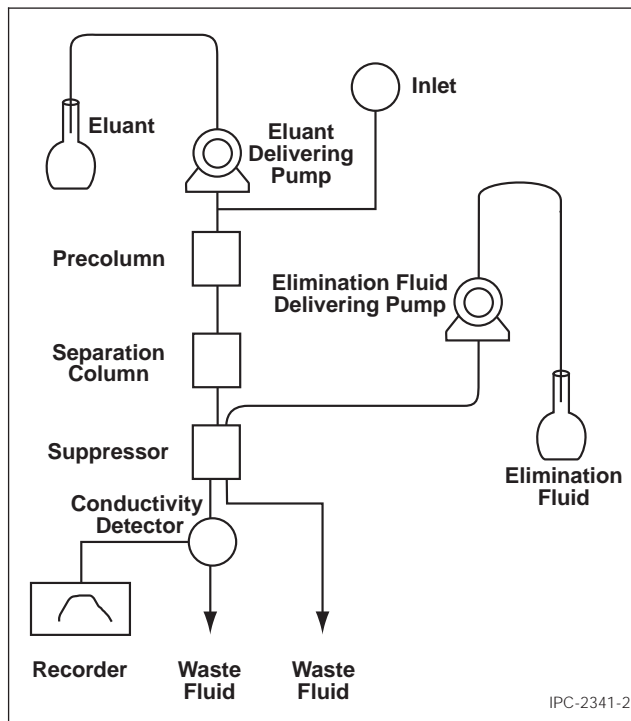 Inlet
Eluant
Eluant
Delivering
Pump
Precolumn
Elimination Fluid
Delivering Pump
Separation
Column
Suppressor
Elimination
Fluid
Conductivity
Detector
Recorder
Waste
Fluid
Waste
Fluid
IPC-2341-2